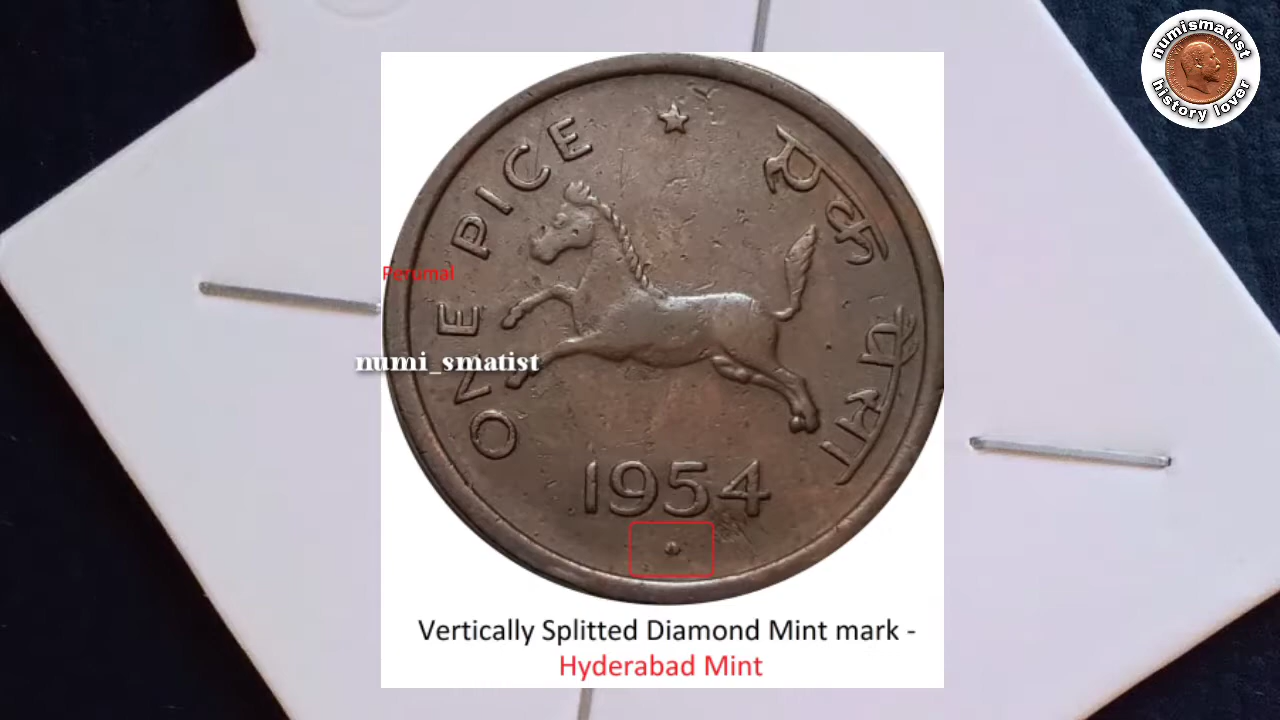 numismatist
history lover
ONE PICE
एक पैसा
Perumal
numi_smatist
1954
Vertically Splitted Diamond Mint mark -
Hyderabad Mint